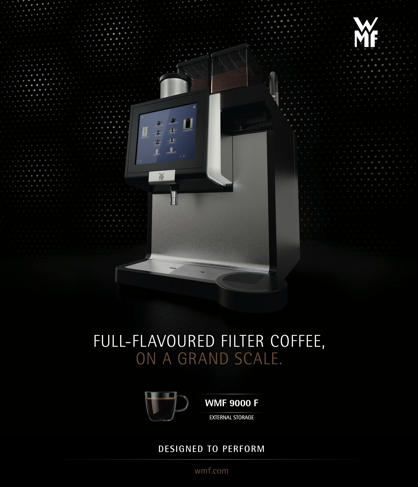 WMF
FULL-FLAVOURED FILTER COFFEE,
ON A GRAND SCALE.
WMF 9000 F
EXTERNAL STORAGE
DESIGNED TO PERFORM
wmf.com